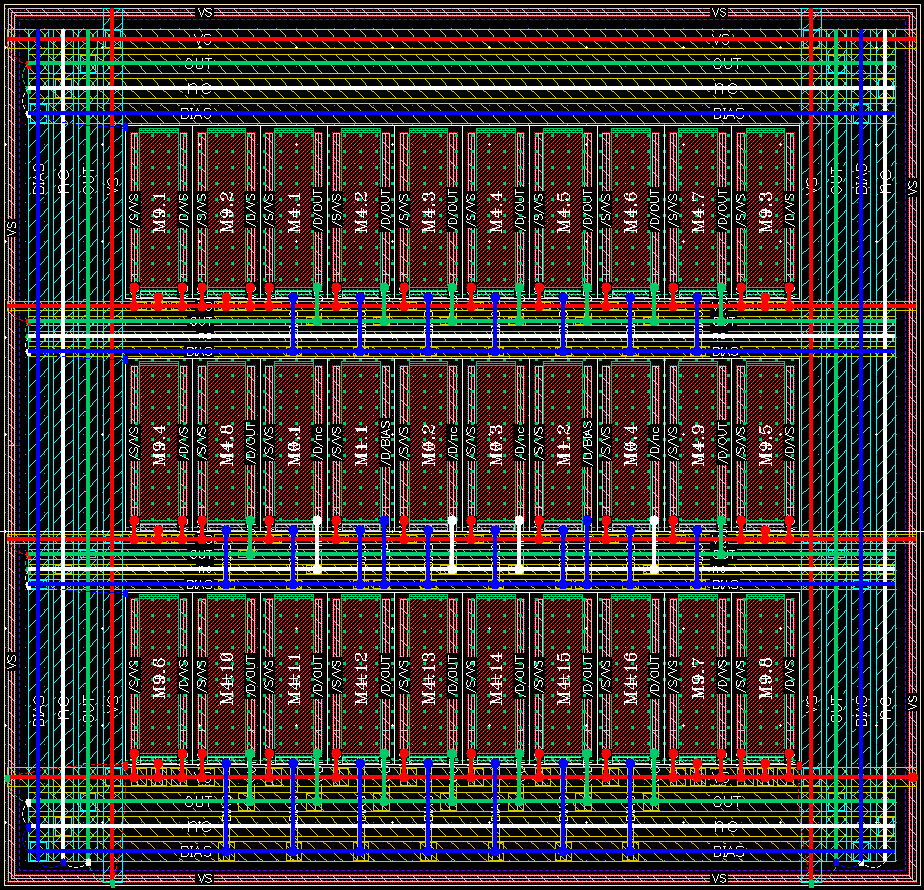 VS VS
VS VS
OUT OUT
nc nc
BIAS BIAS
BIAS nc OUT VS VS OUT BIAS nc
VS VS
M9.1 M9.2 M4.1 M4.2 M4.3 M4.4 M4.5 M4.6 M4.7 M9.3
/S/VS /D/VS /S/VS /D/VS /S/VS /D/OUT /S/VS /D/OUT /S/VS /D/OUT /S/VS /D/OUT /S/VS /D/OUT /S/VS /D/OUT /S/VS /D/OUT /S/VS /D/VS
OUT OUT
nc nc
BIAS BIAS
M9.4 M4.8 M0.1 M1.1 M0.2 M0.3 M1.2 M0.4 M4.9 M9.5
/S/VS /D/VS /S/VS /D/OUT /S/VS /D/nc /S/VS /D/BIAS /S/VS /D/nc /S/VS /D/nc /S/VS /D/BIAS /S/VS /D/nc /S/VS /D/OUT /S/VS /D/VS
OUT OUT
nc nc
BIAS BIAS
M9.6 M4.10 M4.11 M4.12 M4.13 M4.14 M4.15 M4.16 M9.7 M9.8
/S/VS /D/VS /S/VS /D/OUT /S/VS /D/OUT /S/VS /D/OUT /S/VS /D/OUT /S/VS /D/OUT /S/VS /D/OUT /S/VS /D/OUT /S/VS /D/VS /S/VS /D/VS
VS VS
BIAS nc OUT VS VS OUT BIAS nc
OUT OUT
nc nc
BIAS BIAS
VS VS